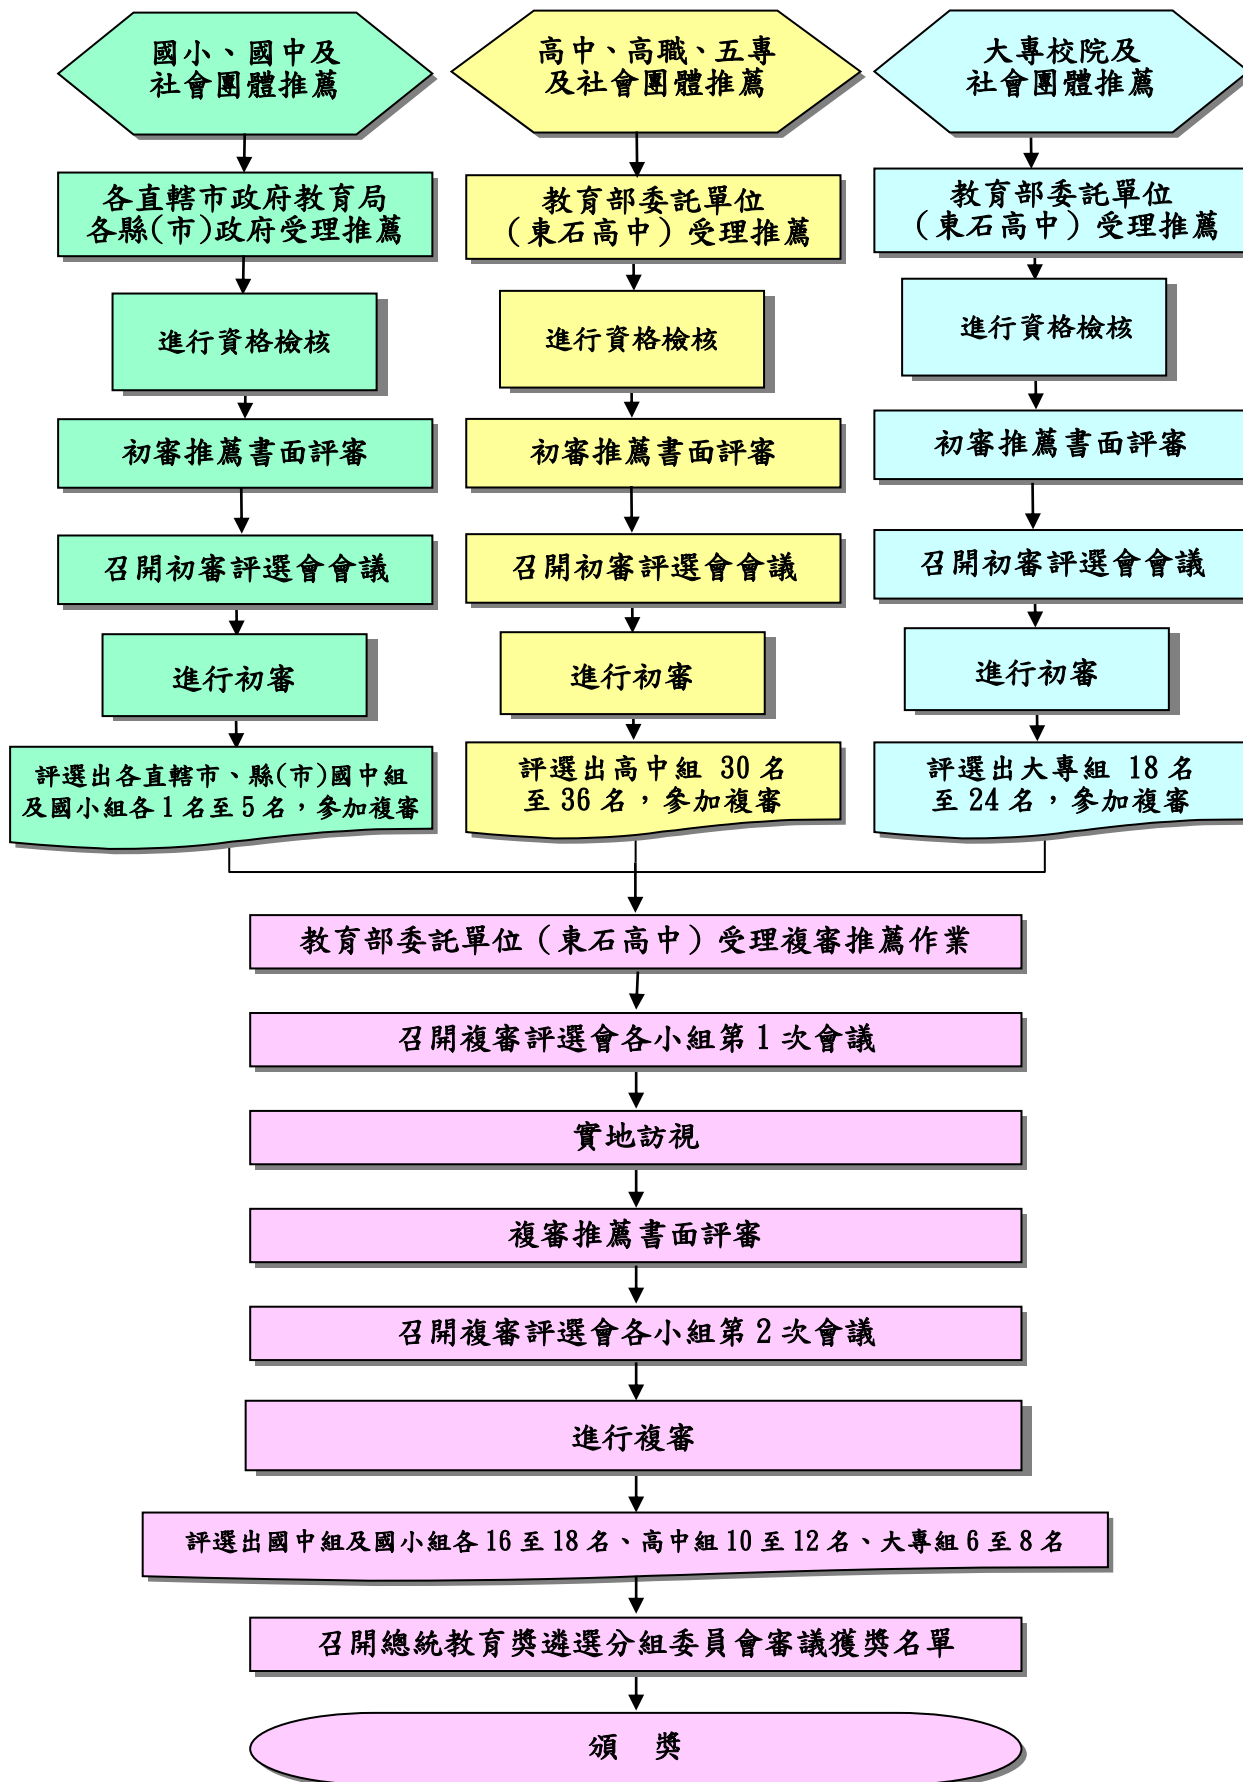 國小、國中及
社會團體推薦
各直轄市政府教育局
各縣(市)政府受理推薦
進行資格檢核
初審推薦書面評審
召開初審評選會會議
進行初審
評選出各直轄市、縣(市)國中組
及國小組各1名至5名，參加複審
高中、高職、五專
及社會團體推薦
教育部委託單位
（東石高中）受理推薦
進行資格檢核
初審推薦書面評審
召開初審評選會會議
進行初審
評選出高中組 30 名
至 36 名，參加複審
大專校院及
社會團體推薦
教育部委託單位
（東石高中）受理推薦
進行資格檢核
初審推薦書面評審
召開初審評選會會議
進行初審
評選出大專組 18 名
至 24 名，參加複審
教育部委託單位（東石高中）受理複審推薦作業
召開複審評選會各小組第 1 次會議
實地訪視
複審推薦書面評審
召開複審評選會各小組第 2 次會議
進行複審
評選出國中組及國小組各 16 至 18 名、高中組 10 至 12 名、大專組 6 至 8 名
召開總統教育獎遴選分組委員會審議獲獎名單
頒　獎